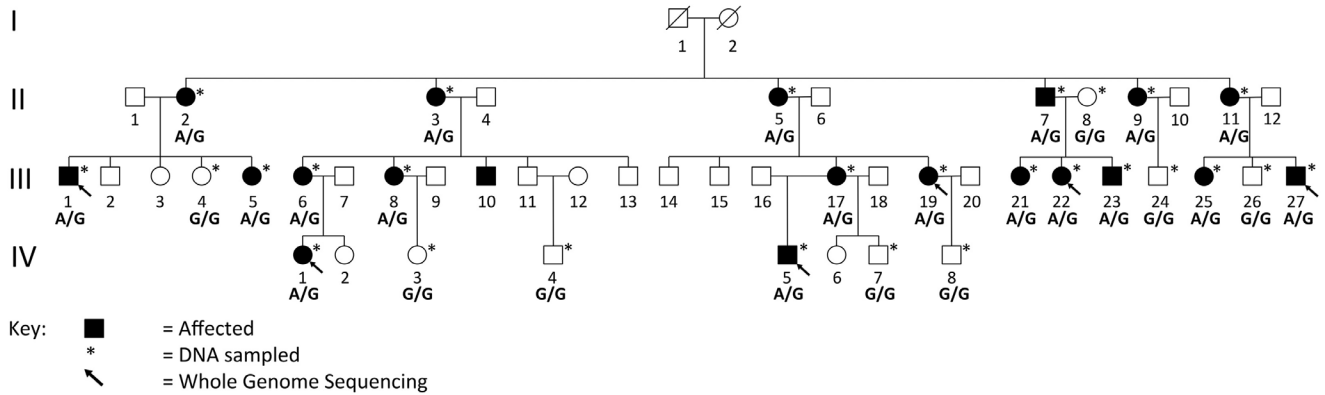 I
1 2
II
* * * * * * *
1 2 3 4 5 6 7 8 9 10 11 12
A/G A/G A/G A/G G/G A/G A/G
III
* * * * * * * * * * * * * *
1 2 3 4 5 6 7 8 9 10 11 12 13 14 15 16 17 18 19 20 21 22 23 24 25 26 27
A/G G/G A/G A/G A/G A/G A/G A/G A/G A/G G/G A/G G/G A/G
IV
* * * * * *
1 2 3 4 5 6 7 8
A/G G/G G/G A/G G/G G/G
Key: = Affected
* = DNA sampled
= Whole Genome Sequencing